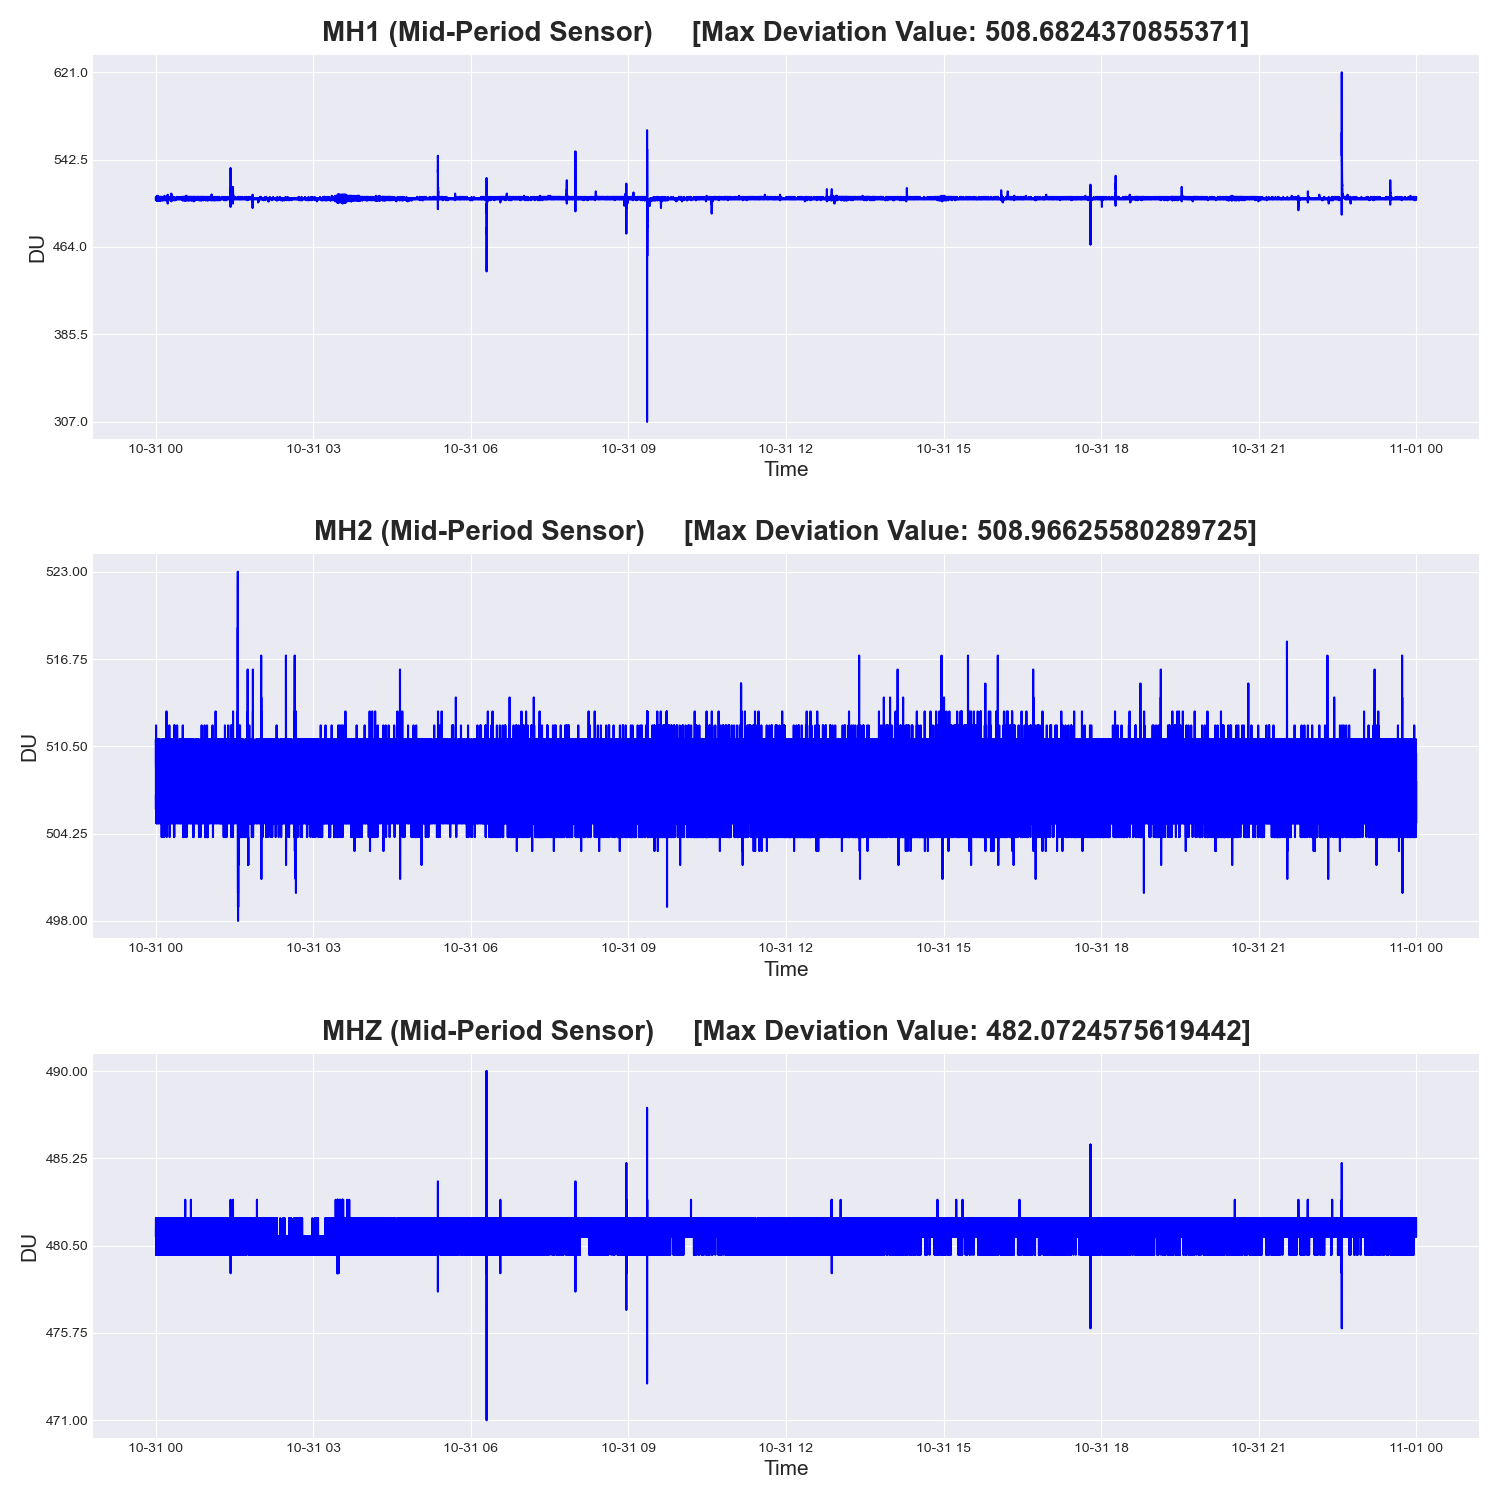 MH1 (Mid-Period Sensor) [Max Deviation Value: 508.6824370855371]
621.0
542.5
464.0
385.5
307.0
DU
10-31 00 10-31 03 10-31 06 10-31 09 10-31 12 10-31 15 10-31 18 10-31 21 11-01 00
Time
MH2 (Mid-Period Sensor) [Max Deviation Value: 508.96625580289725]
523.00
516.75
510.50
504.25
498.00
DU
10-31 00 10-31 03 10-31 06 10-31 09 10-31 12 10-31 15 10-31 18 10-31 21 11-01 00
Time
MHZ (Mid-Period Sensor) [Max Deviation Value: 482.0724575619442]
490.00
485.25
480.50
475.75
471.00
DU
10-31 00 10-31 03 10-31 06 10-31 09 10-31 12 10-31 15 10-31 18 10-31 21 11-01 00
Time